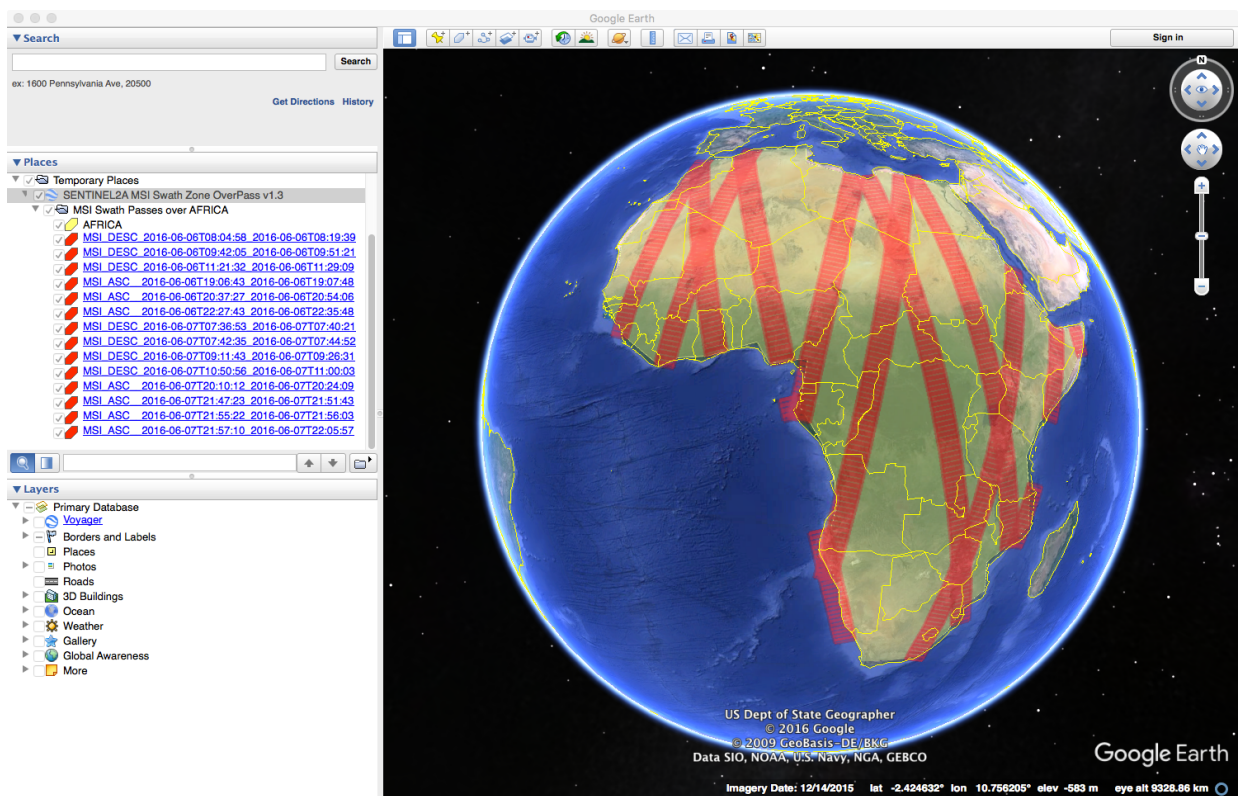 Google Earth
Search
Search
ex: 1600 Pennsylvania Ave, 20500
Get Directions History
Places
Temporary Places
SENTINEL2A MSI Swath Zone OverPass v1.3
MSI Swath Passes over AFRICA
AFRICA
MSI_DESC_2016-06-06T08:04:58_2016-06-06T08:19:39
MSI_DESC_2016-06-06T09:42:05_2016-06-06T09:51:21
MSI_DESC_2016-06-06T11:21:32_2016-06-06T11:29:09
MSI_ASC__2016-06-06T19:06:43_2016-06-06T19:07:48
MSI_ASC__2016-06-06T20:37:27_2016-06-06T20:54:06
MSI_ASC__2016-06-06T22:27:43_2016-06-06T22:35:48
MSI_DESC_2016-06-07T07:36:53_2016-06-07T07:40:21
MSI_DESC_2016-06-07T07:42:35_2016-06-07T07:44:52
MSI_DESC_2016-06-07T09:11:43_2016-06-07T09:26:31
MSI_DESC_2016-06-07T10:50:56_2016-06-07T11:00:03
MSI_ASC__2016-06-07T20:10:12_2016-06-07T20:24:09
MSI_ASC__2016-06-07T21:47:23_2016-06-07T21:51:43
MSI_ASC__2016-06-07T21:55:22_2016-06-07T21:56:03
MSI_ASC__2016-06-07T21:57:10_2016-06-07T22:05:57
Layers
Primary Database
Voyager
Borders and Labels
Places
Photos
Roads
3D Buildings
Ocean
Weather
Gallery
Global Awareness
More
Sign in
N
US Dept of State Geographer
© 2016 Google
© 2009 GeoBasis-DE/BKG
Data SIO, NOAA, U.S. Navy, NGA, GEBCO
Google Earth
Imagery Date: 12/14/2015 lat -2.424632° lon 10.756205° elev -583 m eye alt 9328.86 km